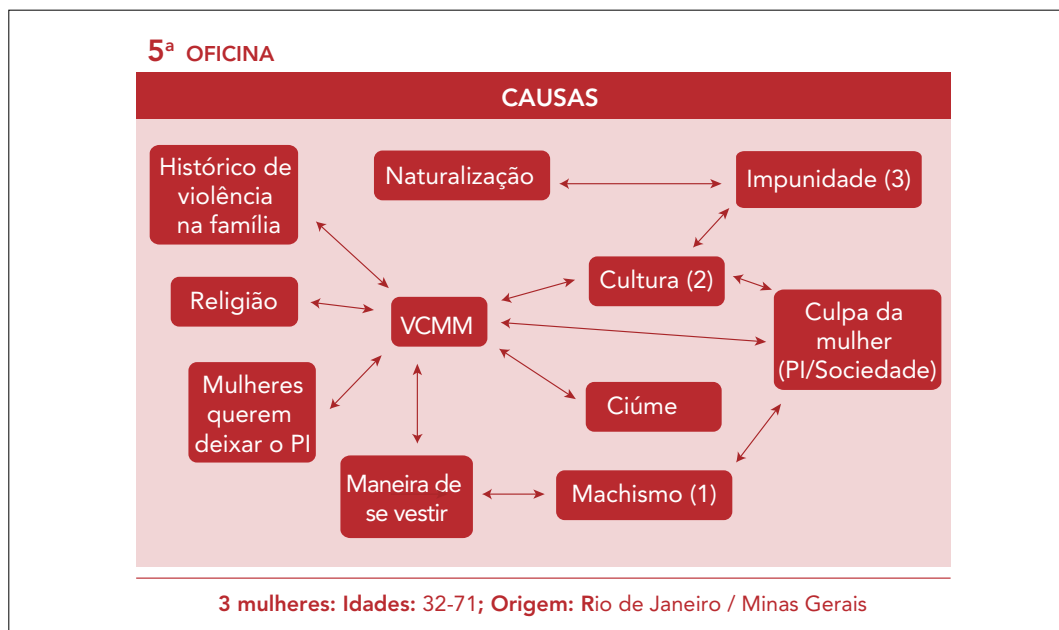 5ª OFICINA
CAUSAS
Histórico de
violência
na família
Naturalização
Impunidade (3)
Religião
VCMM
Cultura (2)
Culpa da
mulher
(PI/Sociedade)
Mulheres
querem
deixar o PI
Ciúme
Maneira de
se vestir
Machismo (1)
3 mulheres: Idades: 32-71; Origem: Rio de Janeiro / Minas Gerais